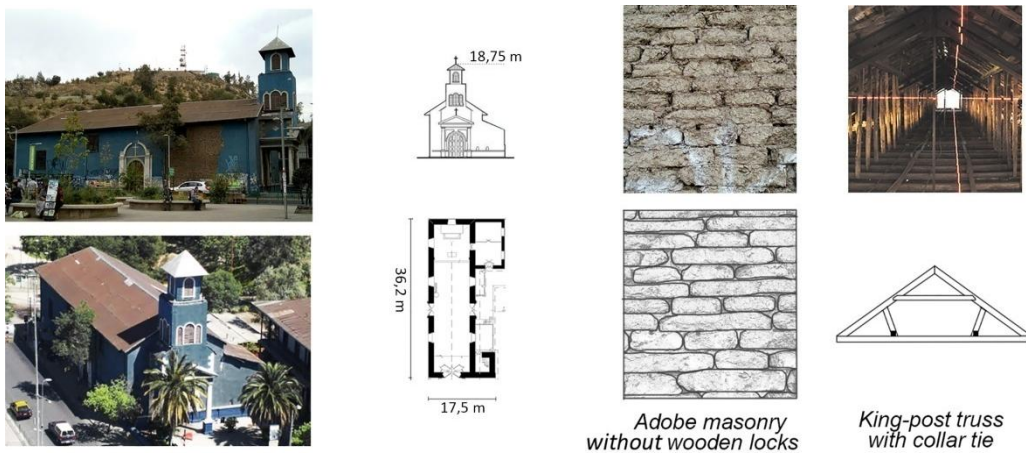 18,75 m
36,2 m
17,5 m
Adobe masonry
without wooden locks
King-post truss
with collar tie